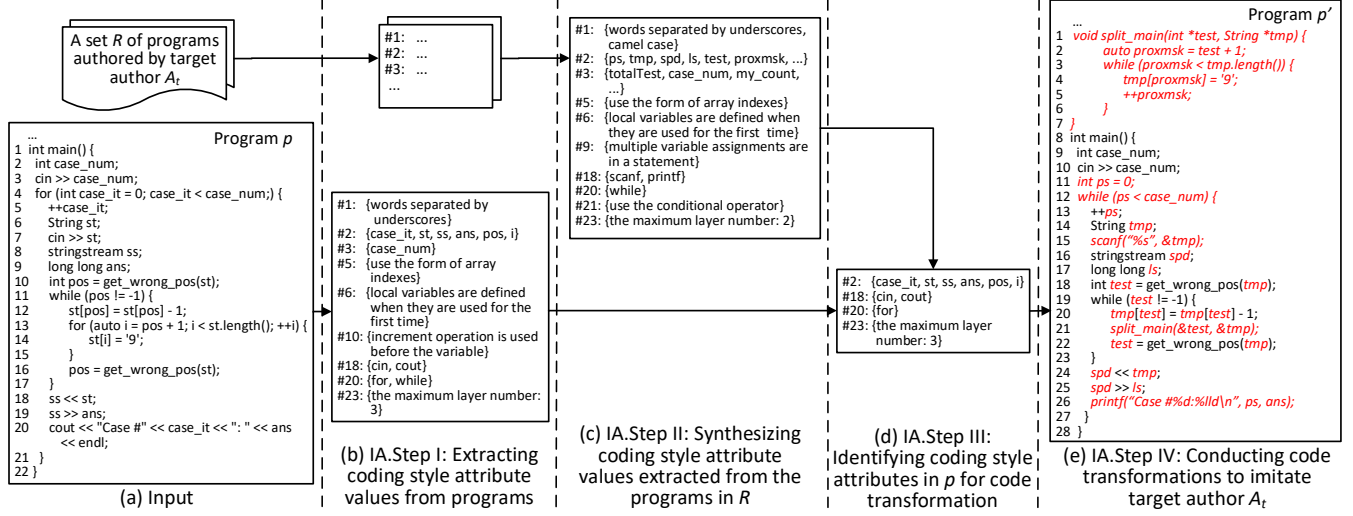 A set R of programs
authored by target
author At
...
Program p
1 int main() {
2 int case_num;
3 cin >> case_num;
4 for (int case_it = 0; case_it < case_num;) {
5 ++case_it;
6 String st;
7 cin >> st;
8 stringstream ss;
9 long long ans;
10 int pos = get_wrong_pos(st);
11 while (pos != -1) {
12 st[pos] = st[pos] - 1;
13 for (auto i = pos + 1; i < st.length(); ++i) {
14 st[i] = '9';
15 }
16 pos = get_wrong_pos(st);
17 }
18 ss << st;
19 ss >> ans;
20 cout << "Case #" << case_it << ": " << ans
<< endl;
21 }
22 }
(a) Input
#1: ...
#2: ...
#3: ...
...
#1: {words separated by
underscores}
#2: {case_it, st, ss, ans, pos, i}
#3: {case_num}
#5: {use the form of array
indexes}
#6: {local variables are defined
when they are used for the
first time}
#10: {increment operation is used
before the variable}
#18: {cin, cout}
#20: {for, while}
#23: {the maximum layer number:
3}
(b) IA.Step I: Extracting
coding style attribute
values from programs
#1: {words separated by underscores,
camel case}
#2: {ps, tmp, spd, ls, test, proxmsk, ...}
#3: {totalTest, case_num, my_count,
...}
#5: {use the form of array indexes}
#6: {local variables are defined when
they are used for the first time}
#9: {multiple variable assignments are
in a statement}
#18: {scanf, printf}
#20: {while}
#21: {use the conditional operator}
#23: {the maximum layer number: 2}
(c) IA.Step II: Synthesizing
coding style attribute
values extracted from the
programs in R
#2: {case_it, st, ss, ans, pos, i}
#18: {cin, cout}
#20: {for}
#23: {the maximum layer
number: 3}
(d) IA.Step III:
Identifying coding style
attributes in p for code
transformation
Program p'
...
1 void split_main(int *test, String *tmp) {
2 auto proxmsk = test + 1;
3 while (proxmsk < tmp.length()) {
4 tmp[proxmsk] = '9';
5 ++proxmsk;
6 }
7 }
8 int main() {
9 int case_num;
10 cin >> case_num;
11 int ps = 0;
12 while (ps < case_num) {
13 ++ps;
14 String tmp;
15 scanf("%s", &tmp);
16 stringstream spd;
17 long long ls;
18 int test = get_wrong_pos(tmp);
19 while (test != -1) {
20 tmp[test] = tmp[test] - 1;
21 split_main(&test, &tmp);
22 test = get_wrong_pos(tmp);
23 }
24 spd << tmp;
25 spd >> ls;
26 printf("Case #%d:%lld\n", ps, ans);
27 }
28 }
(e) IA.Step IV: Conducting code
transformations to imitate
target author At